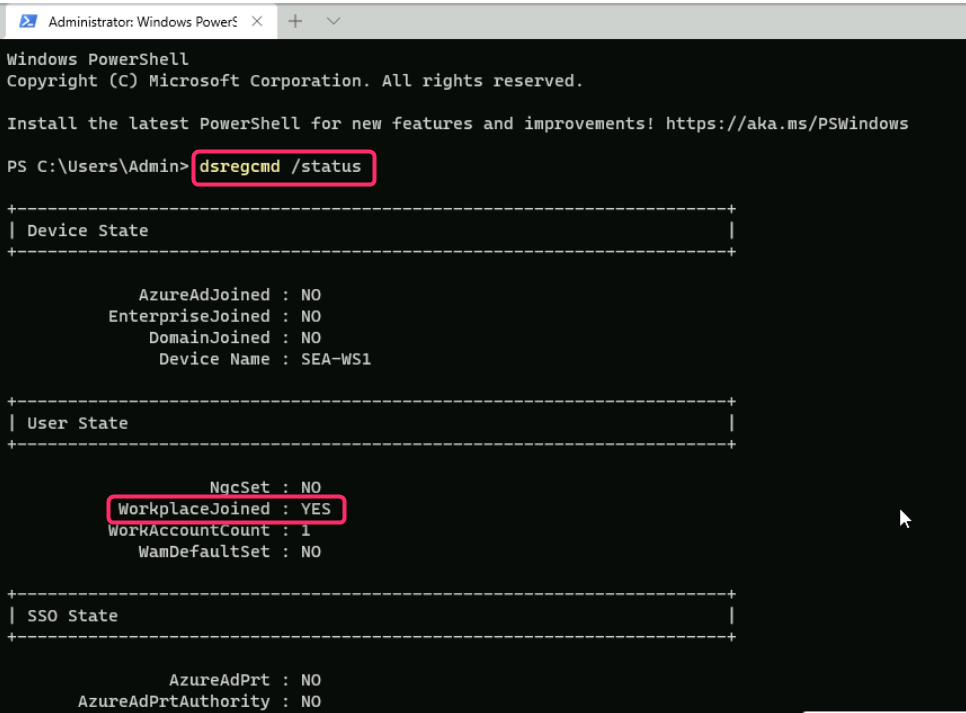 Administrator: Windows PowerS
Windows PowerShell
Copyright (C) Microsoft Corporation. All rights reserved.
Install the latest PowerShell for new features and improvements! https://aka.ms/PSWindows
PS C:\Users\Admin> dsregcmd /status
+----------------------------------------------------------------------+
| Device State                                                         |
+----------------------------------------------------------------------+
AzureAdJoined : NO
EnterpriseJoined : NO
DomainJoined : NO
Device Name : SEA-WS1
+----------------------------------------------------------------------+
| User State                                                           |
+----------------------------------------------------------------------+
NgcSet : NO
WorkplaceJoined : YES
WorkAccountCount : 1
WamDefaultSet : NO
+----------------------------------------------------------------------+
| SSO State                                                            |
+----------------------------------------------------------------------+
AzureAdPrt : NO
AzureAdPrtAuthority : NO